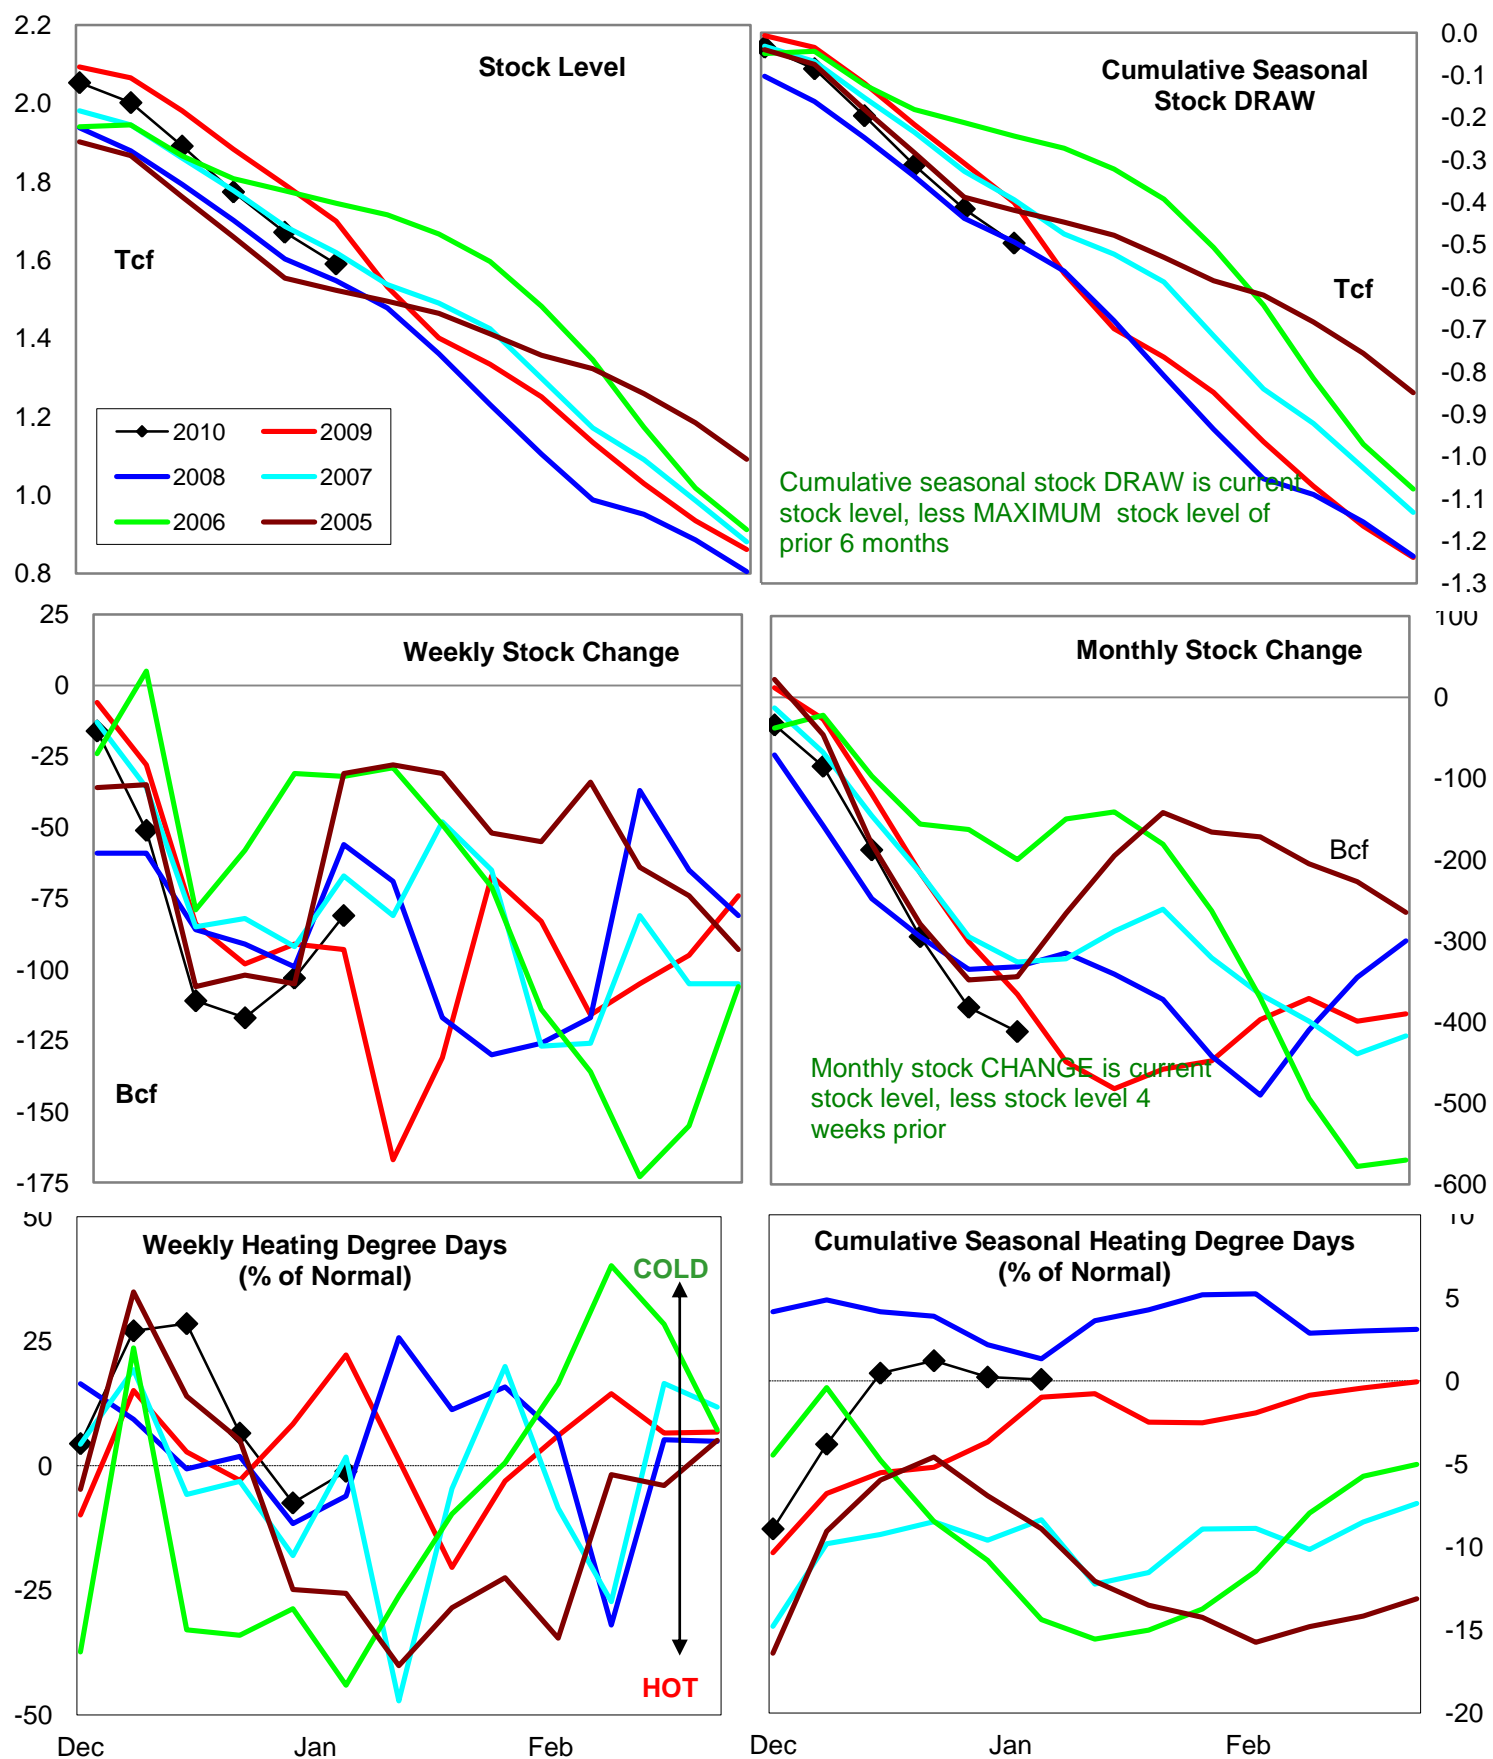 2.2
2.0
1.8
1.6
1.4
1.2
1.0
0.8
Stock Level
Tcf
2010
2009
2008
2007
2006
2005
Cumulative Seasonal
Stock DRAW
Tcf
Cumulative seasonal stock DRAW is current
stock level, less MAXIMUM stock level of
prior 6 months
0.0
-0.1
-0.2
-0.3
-0.4
-0.5
-0.6
-0.7
-0.8
-0.9
-1.0
-1.1
-1.2
-1.3
25
0
-25
-50
-75
-100
-125
-150
-175
Weekly Stock Change
Bcf
Monthly Stock Change
Bcf
Monthly stock CHANGE is current
stock level, less stock level 4
weeks prior
100
0
-100
-200
-300
-400
-500
-600
50
25
0
-25
-50
Weekly Heating Degree Days
(% of Normal)
COLD
HOT
Dec
Jan
Feb
Cumulative Seasonal Heating Degree Days
(% of Normal)
10
5
0
-5
-10
-15
-20
Dec
Jan
Feb